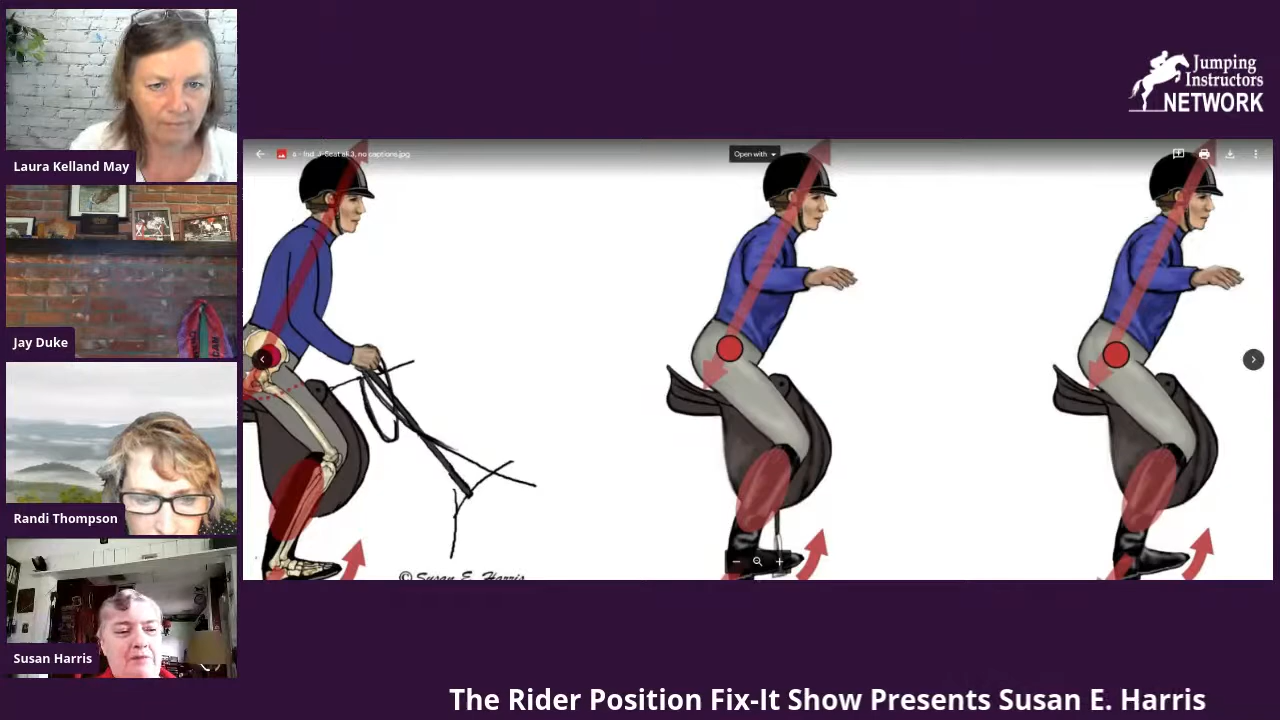 Laura Kelland May
Jay Duke
Randi Thompson
Susan Harris
Jumping
Instructors
NETWORK
Open with
© Susan E. Harris
The Rider Position Fix-It Show Presents Susan E. Harris